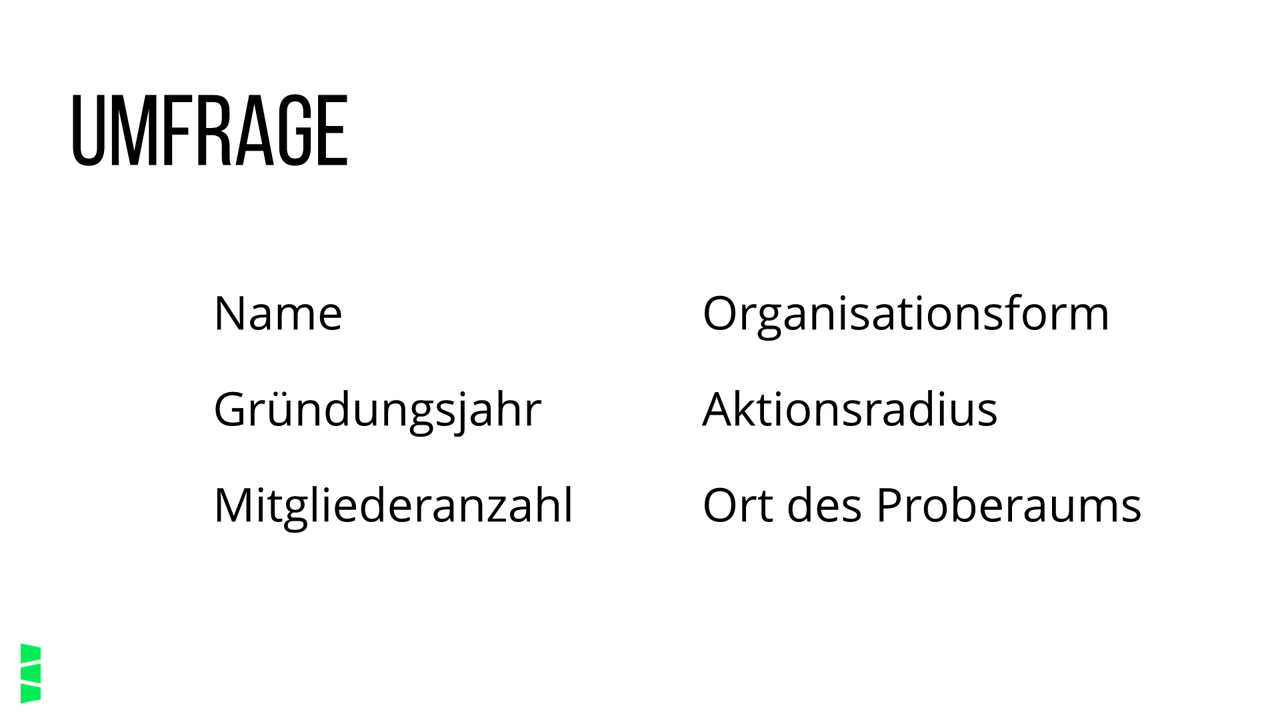 UMFRAGE
Name
Gründungsjahr
Mitgliederanzahl
Organisationsform
Aktionsradius
Ort des Proberaums